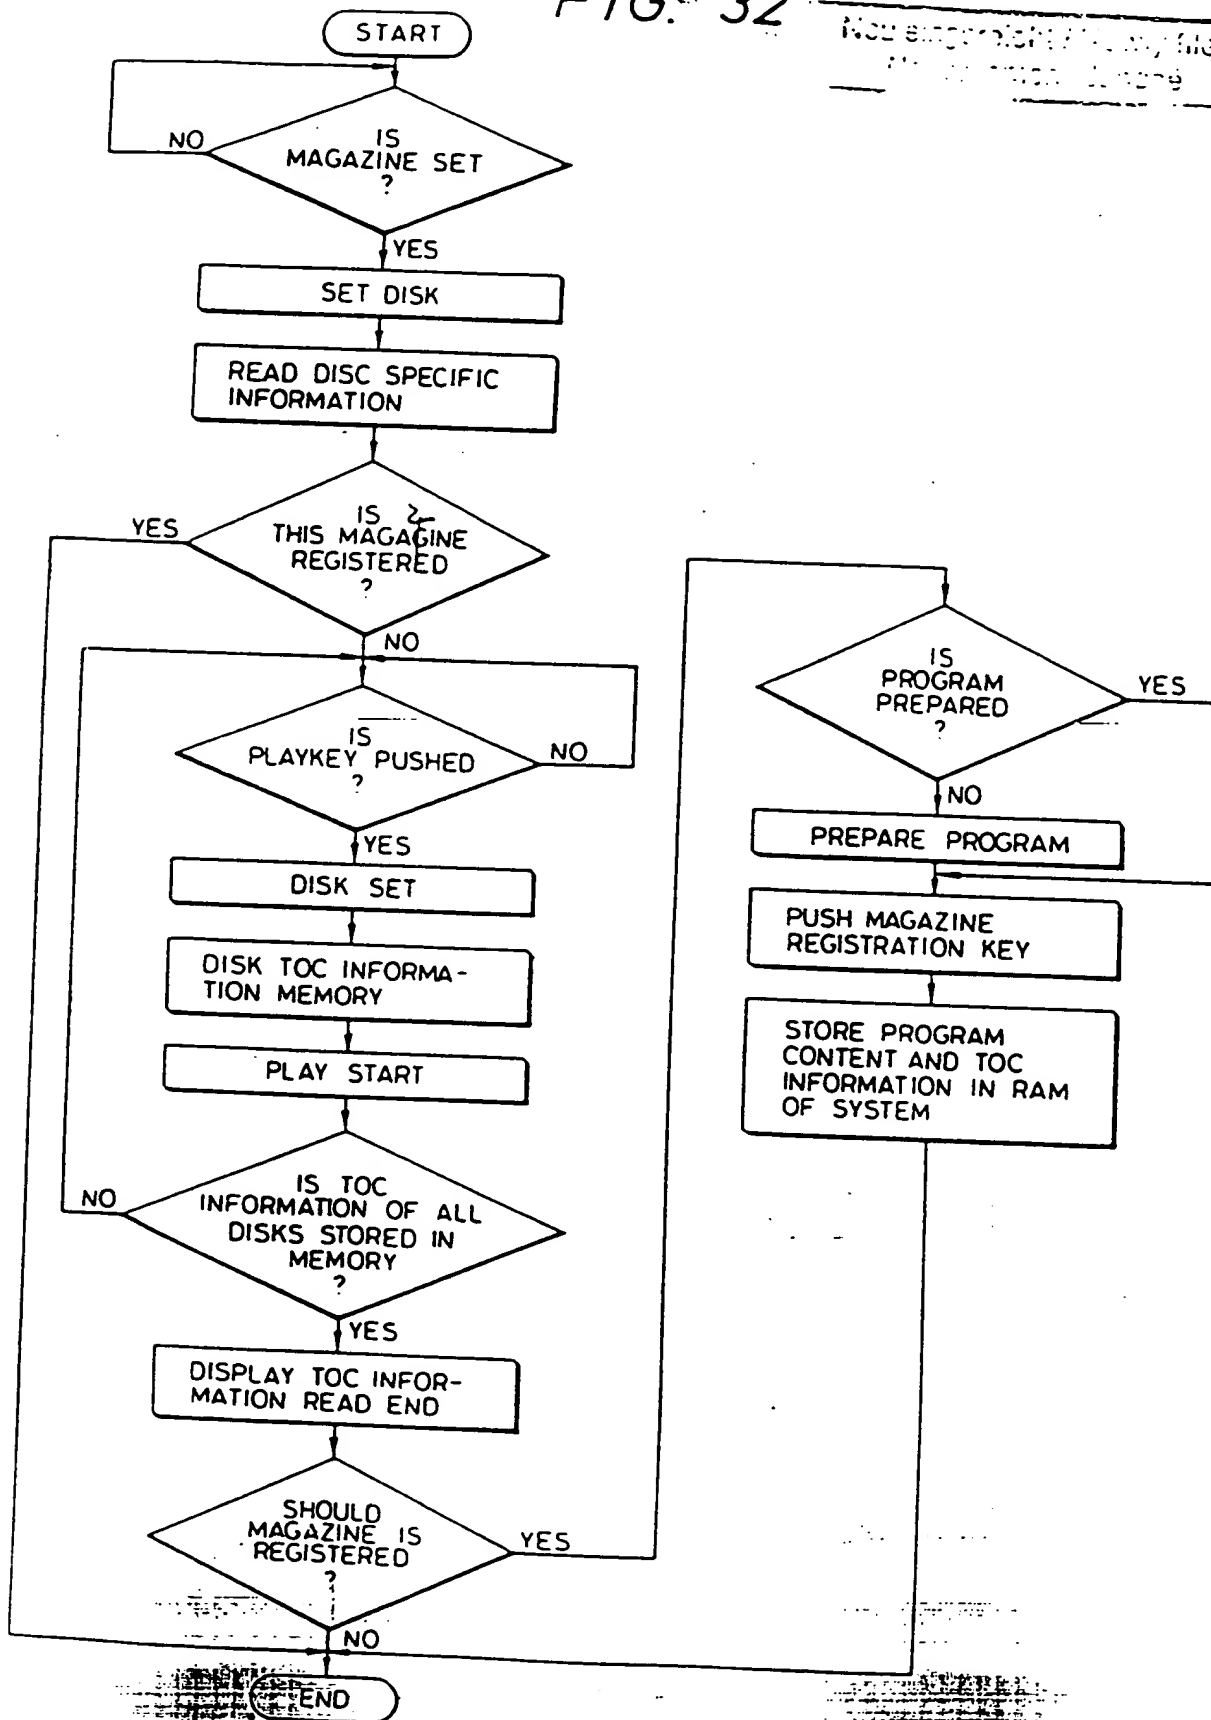 FIG. 32
START
IS
MAGAZINE SET
?
NO
YES
SET DISK
READ DISC SPECIFIC
INFORMATION
IS
THIS MAGAGINE
REGISTERED
?
YES
NO
IS
PLAYKEY PUSHED
?
NO
YES
DISK SET
DISK TOC INFORMA-
TION MEMORY
PLAY START
IS TOC
INFORMATION OF ALL
DISKS STORED IN
MEMORY
?
NO
YES
DISPLAY TOC INFOR-
MATION READ END
SHOULD
MAGAZINE IS
REGISTERED
?
YES
NO
END
IS
PROGRAM
PREPARED
?
YES
NO
PREPARE PROGRAM
PUSH MAGAZINE
REGISTRATION KEY
STORE PROGRAM
CONTENT AND TOC
INFORMATION IN RAM
OF SYSTEM